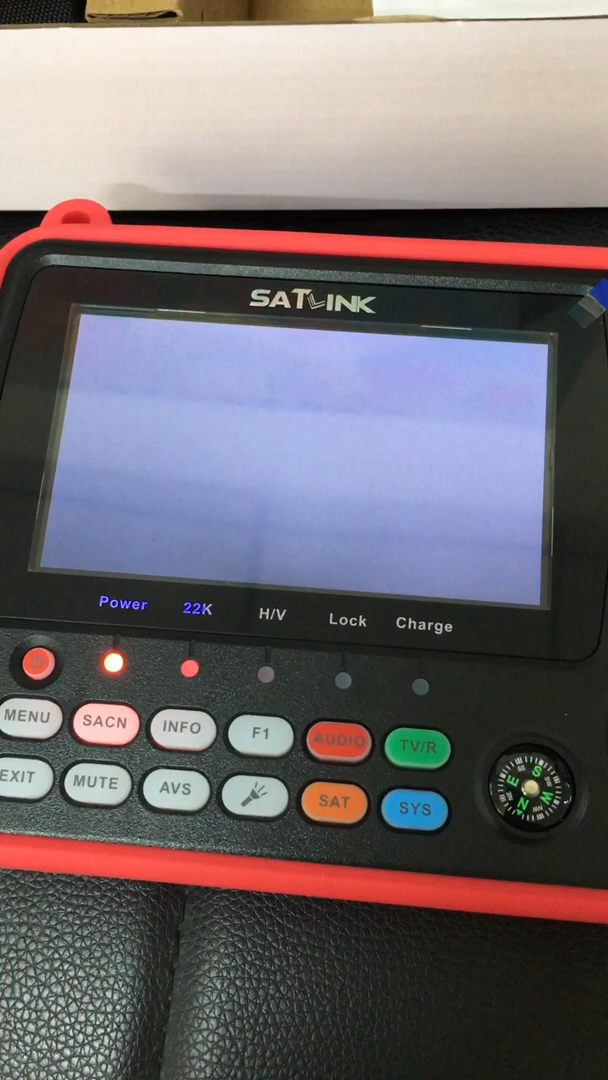 SATLINK
Power 22K H/V Lock Charge
MENU SACN INFO F1 AUDIO TV/R
EXIT MUTE AVS SAT SYS
S
E W
N